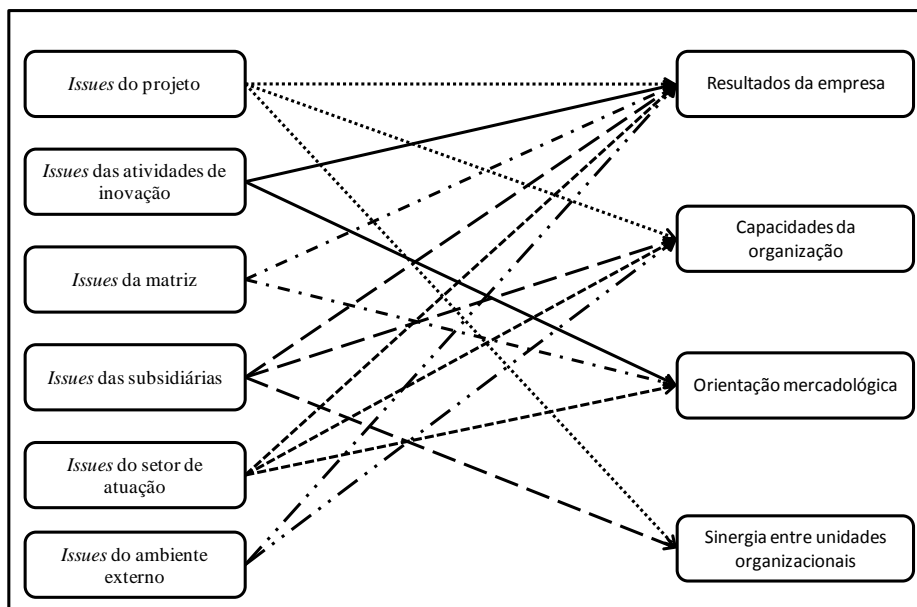 Issues do projeto
Issues das atividades de
inovação
Issues da matriz
Issues das subsidiárias
Issues do setor de
atuação
Issues do ambiente
externo
Resultados da empresa
Capacidades da
organização
Orientação mercadológica
Sinergia entre unidades
organizacionais